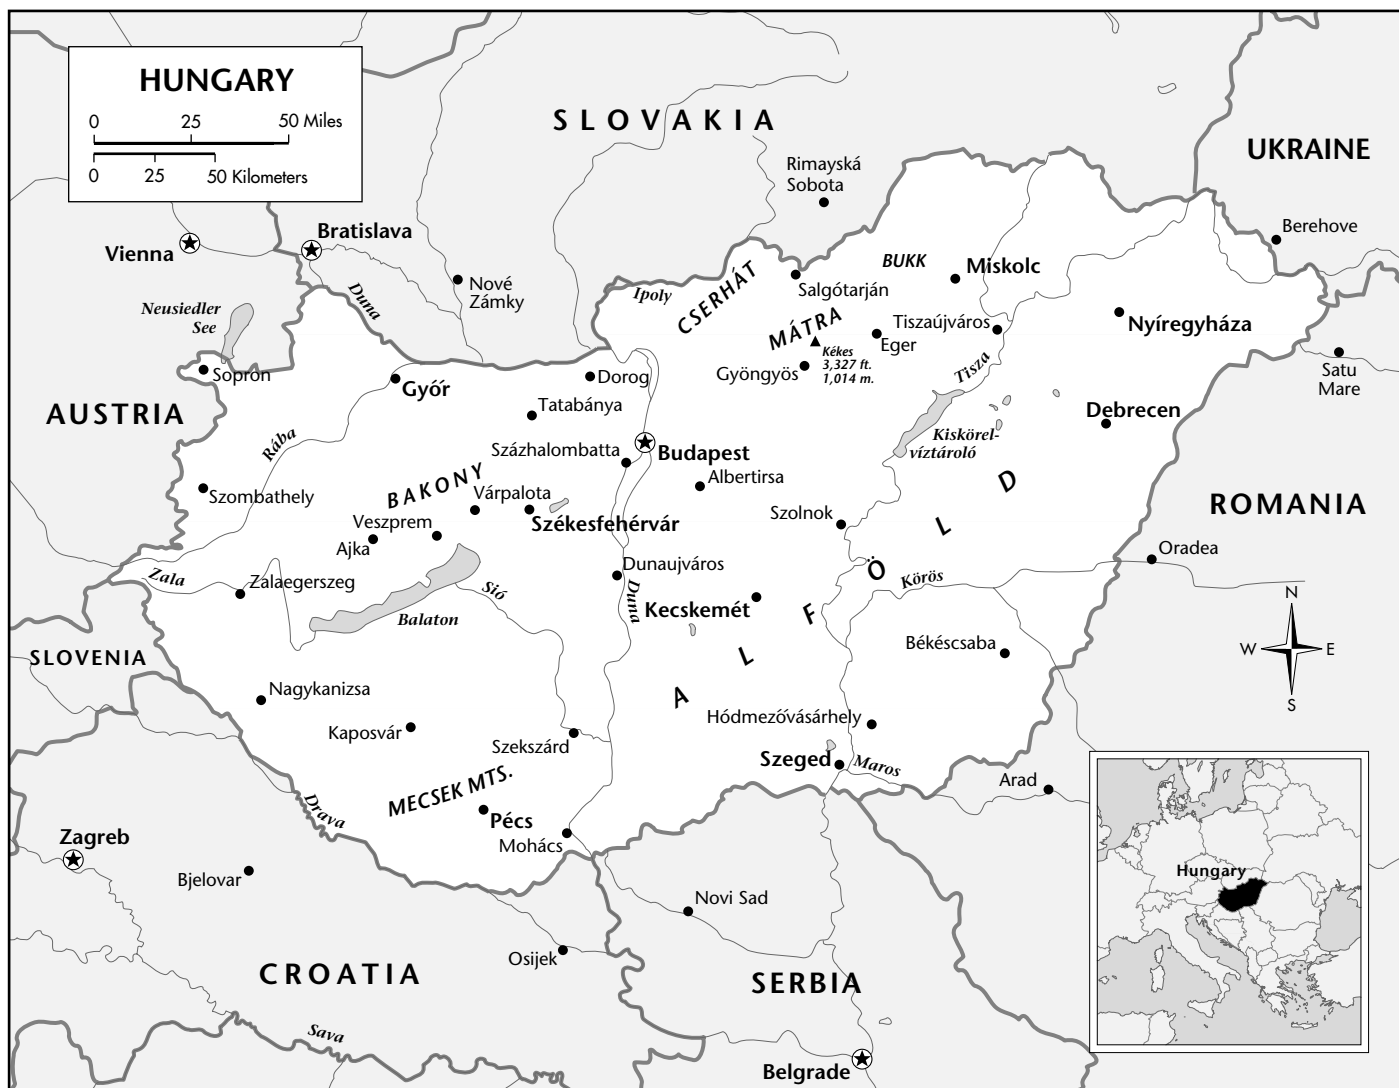 HUNGARY
0 25 50 Miles
0 25 50 Kilometers
SLOVAKIA
UKRAINE
Rimayská
Sobota
Berehove
Bratislava
Vienna
Nové
Zámky
Duna
Neusiedler
See
Ipoly
CSERHÁT
Salgótarján
BUKK
Miskolc
MÁTRA
Tiszaújváros
Eger
Nyíregyháza
Kékes
3,327 ft.
1,014 m.
Gyöngyös
Tisza
Satu
Mare
Sopron
Győr
Dorog
Tatabánya
AUSTRIA
Rába
Debrecen
Kiskörel-
víztároló
Százhalombatta
Budapest
Albertirsa
Szombathely
BAKONY
Várpalota
Székesfehérvár
Veszprem
Ajka
Szolnok
ROMANIA
Oradea
Zala
Zalaegerszeg
Sió
Balaton
Dunaujváros
Duna
Kecskemét
Körös
ALFÖLD
Békéscsaba
N
W E
S
SLOVENIA
Nagykanizsa
Kaposvár
Szekszárd
Hódmezővásárhely
Szeged
Maros
Arad
MECSEK MTS.
Pécs
Mohács
Drava
Zagreb
Bjelovar
Novi Sad
Osijek
CROATIA
SERBIA
Sava
Belgrade
Hungary